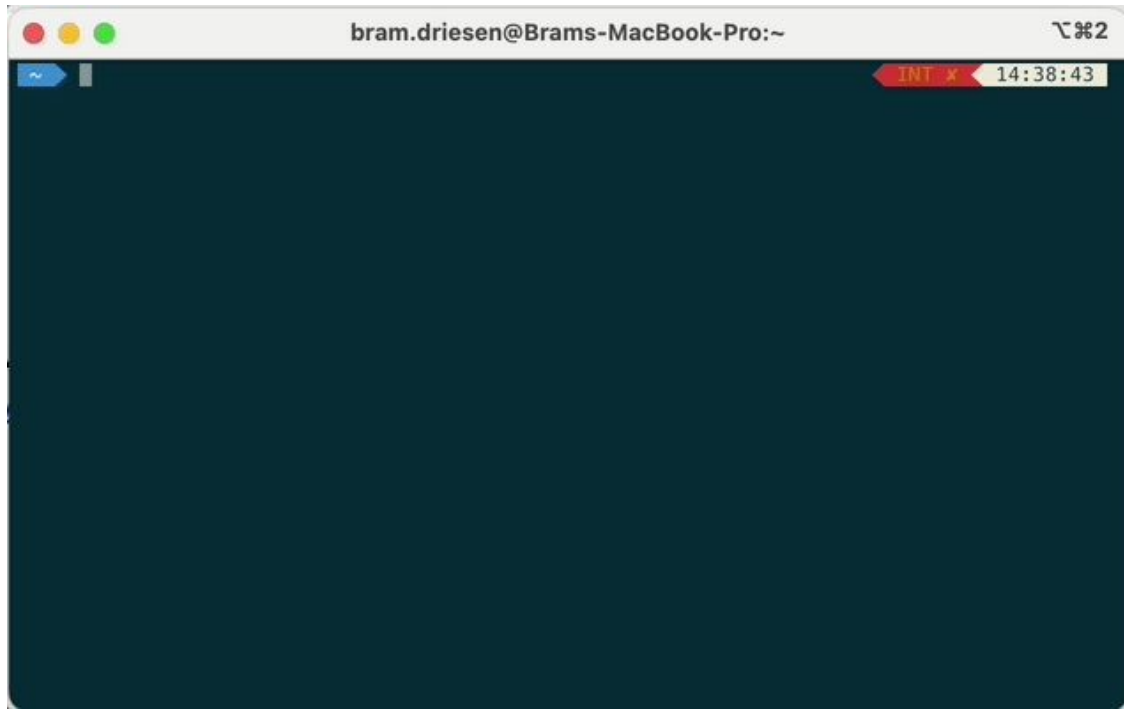 bram.driesen@Brams-MacBook-Pro:~ ⌥⌘2
~ INT ✘ 14:38:43